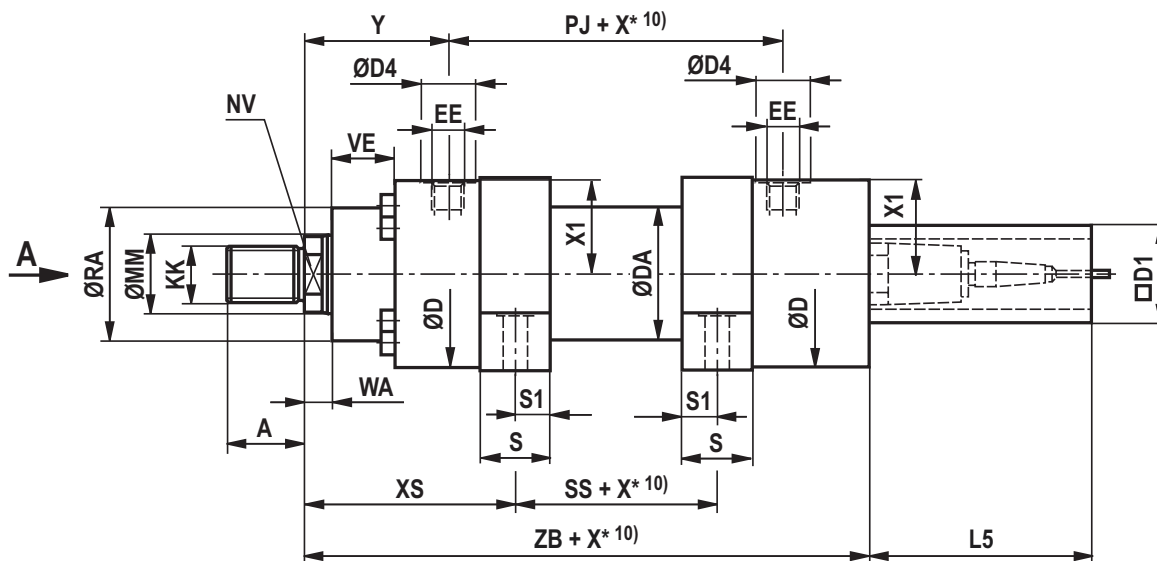 Y
PJ + X* 10)
ØD4
ØD4
NV
EE
EE
VE
X1
X1
A
ØRA
ØMM
KK
ØDA
□D1
ØD
ØD
WA
S1
S1
A
S
S
XS
SS + X* 10)
ZB + X* 10)
L5